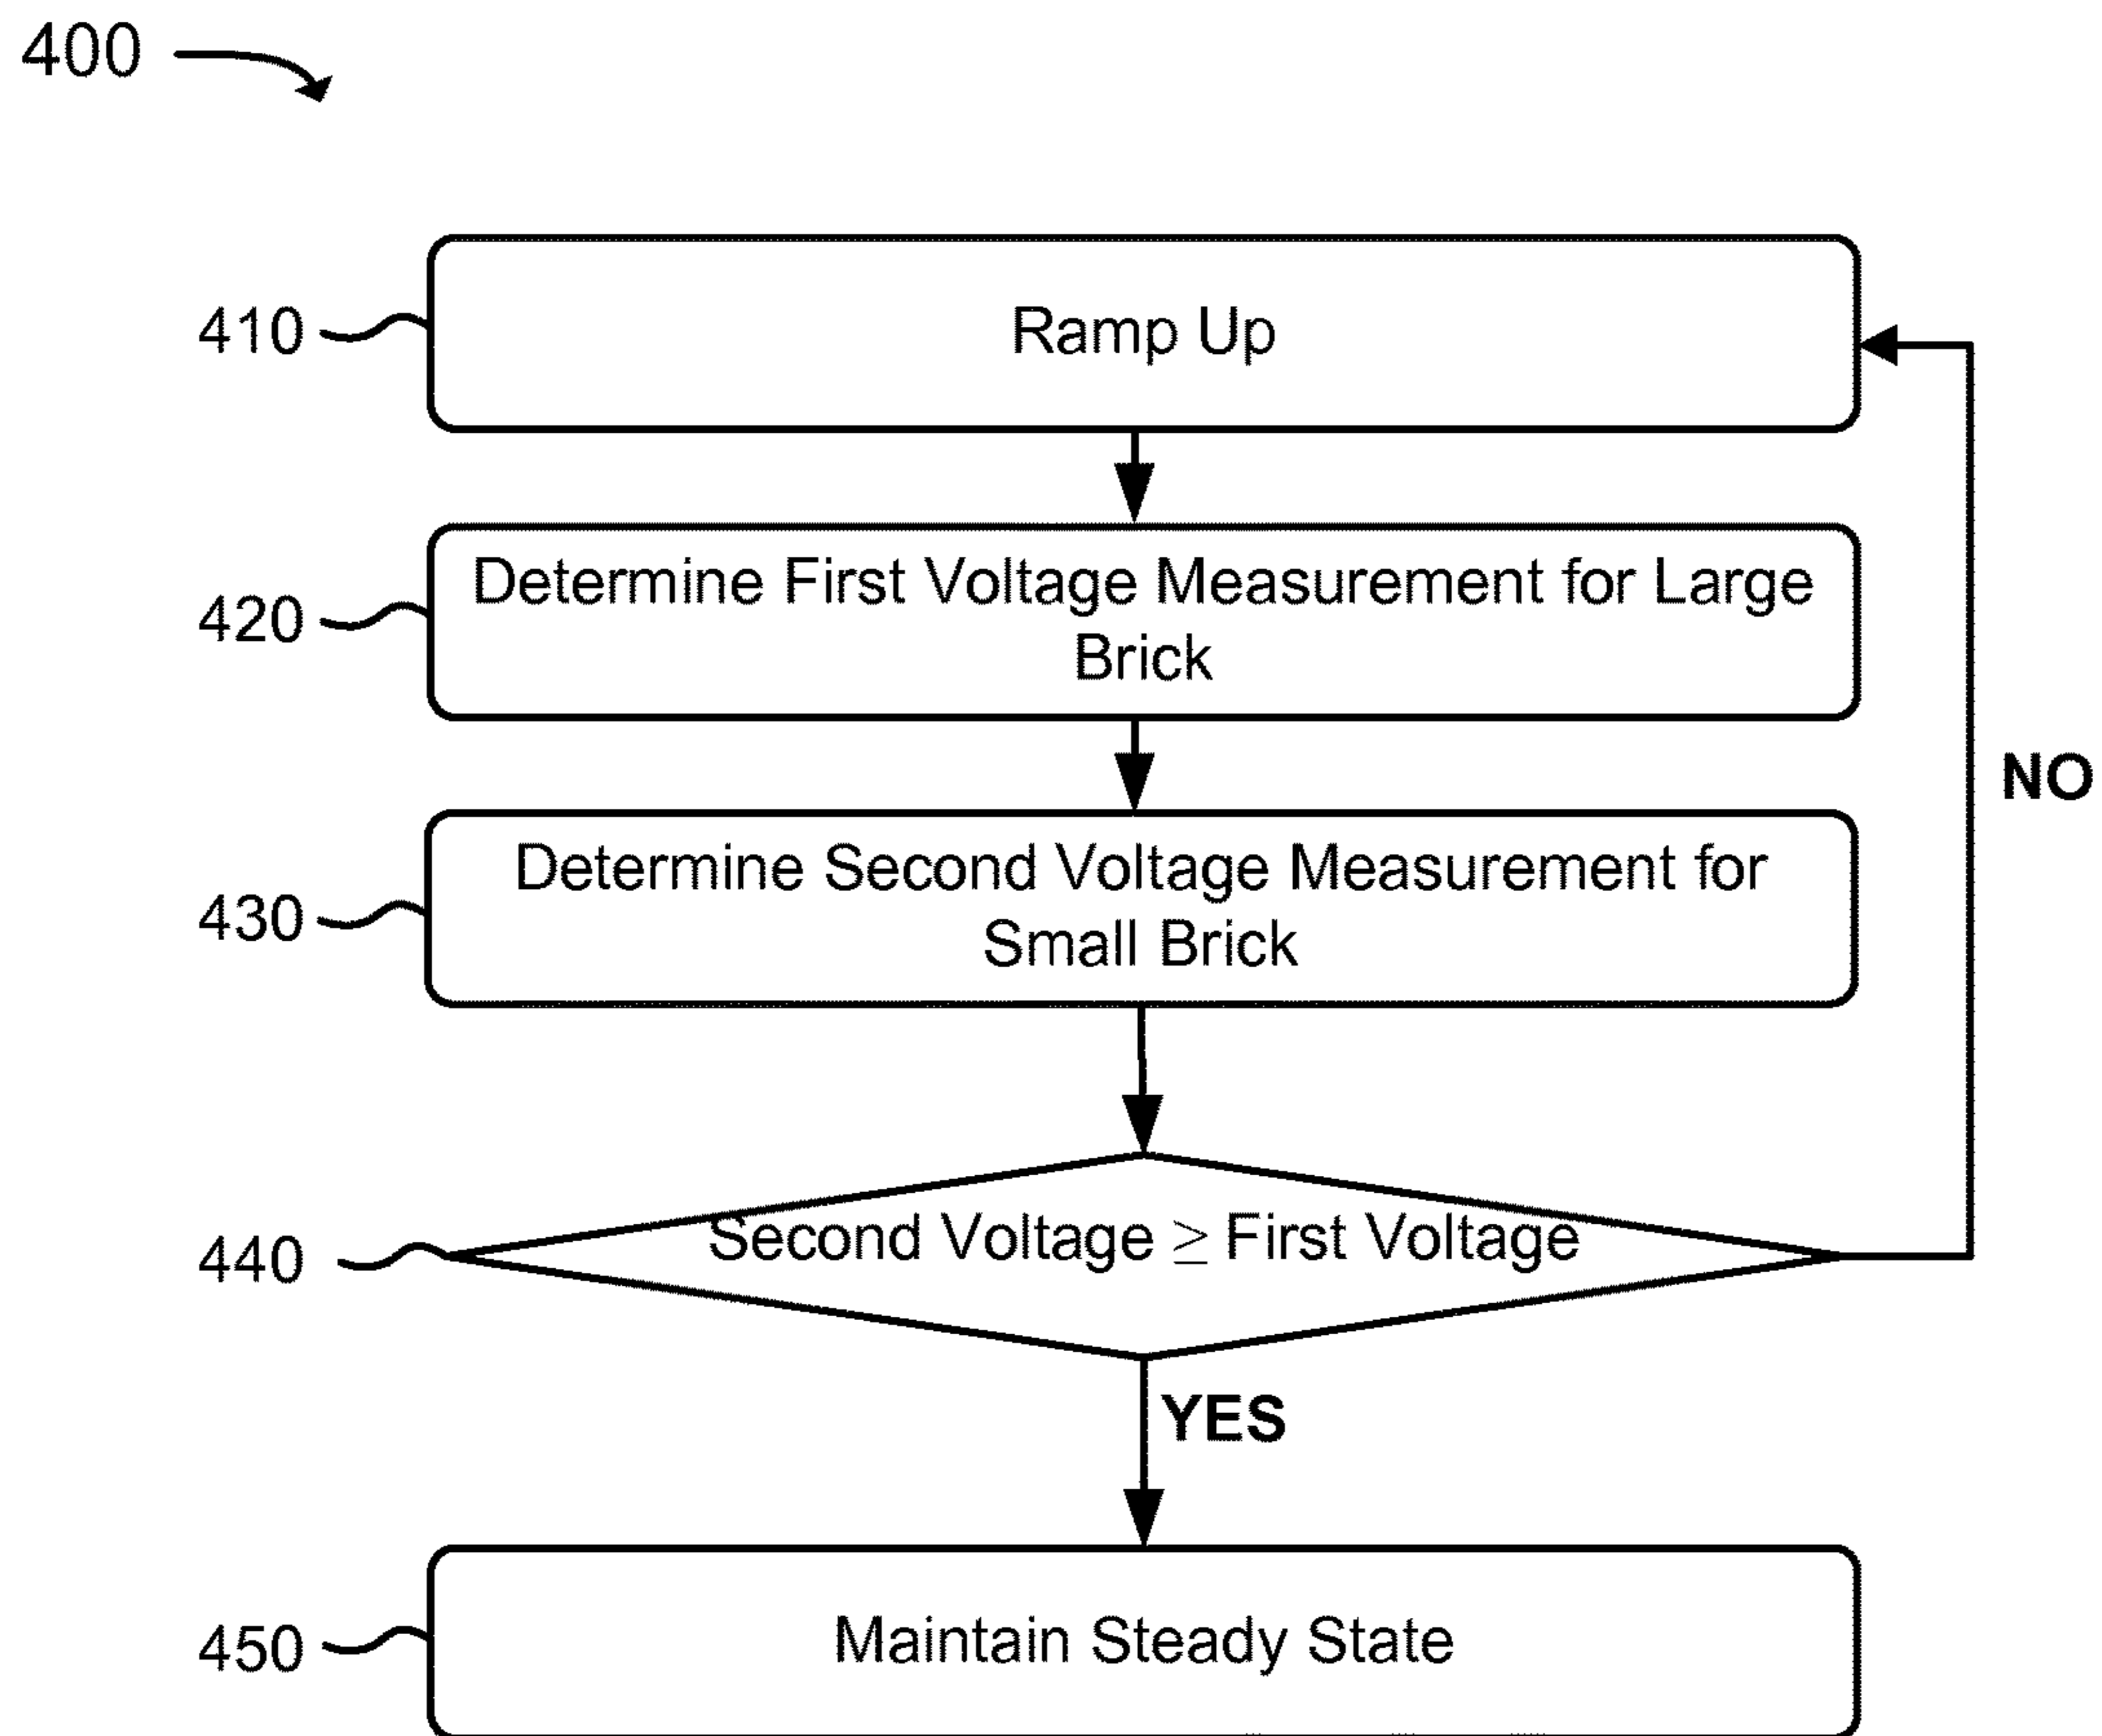 400
410
Ramp Up
420
Determine First Voltage Measurement for Large
Brick
430
Determine Second Voltage Measurement for
Small Brick
NO
440
Second Voltage ≥ First Voltage
YES
450
Maintain Steady State